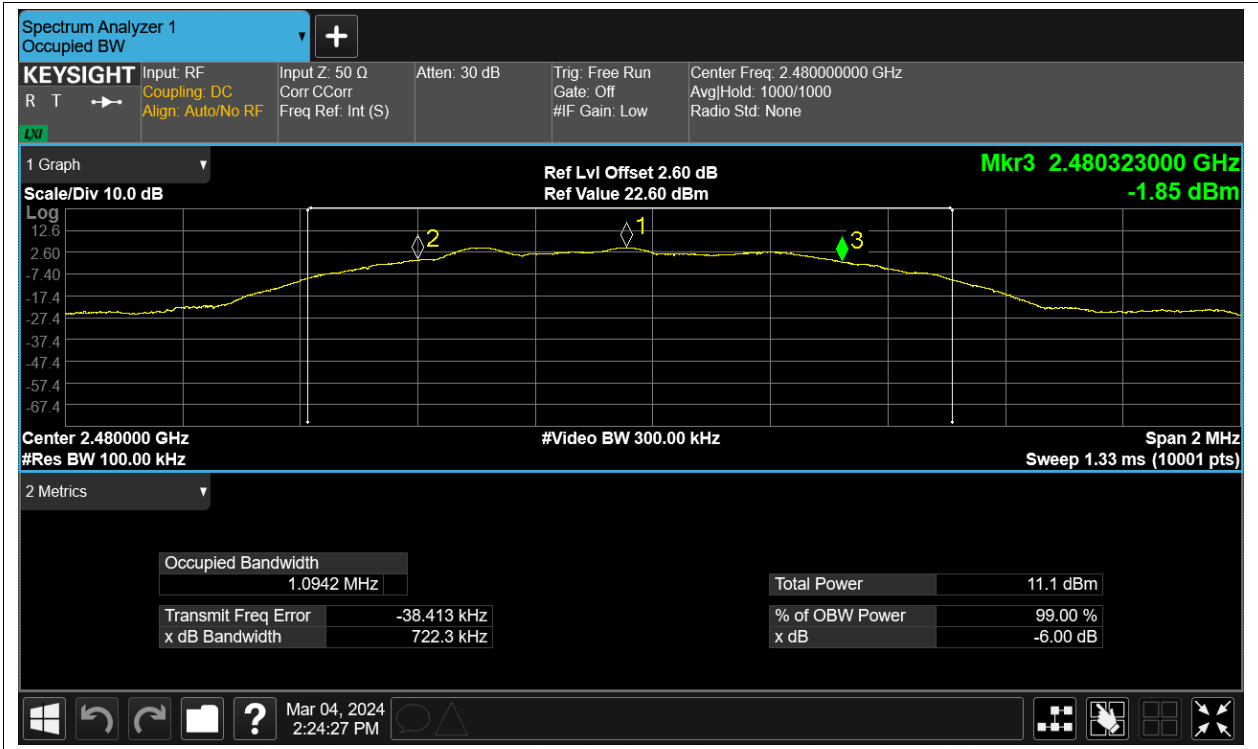 Spectrum Analyzer 1
Occupied BW
KEYSIGHT
R T
LXI
Input: RF
Coupling: DC
Align: Auto/No RF
Input Z: 50 Ω
Corr CCorr
Freq Ref: Int (S)
Atten: 30 dB
Trig: Free Run
Gate: Off
#IF Gain: Low
Center Freq: 2.480000000 GHz
Avg|Hold: 1000/1000
Radio Std: None
1 Graph
Scale/Div 10.0 dB
Ref Lvl Offset 2.60 dB
Ref Value 22.60 dBm
Mkr3 2.480323000 GHz
-1.85 dBm
Log
12.6
2.60
-7.40
-17.4
-27.4
-37.4
-47.4
-57.4
-67.4
2
1
3
Center 2.480000 GHz
#Res BW 100.00 kHz
#Video BW 300.00 kHz
Span 2 MHz
Sweep 1.33 ms (10001 pts)
2 Metrics
Occupied Bandwidth
1.0942 MHz
Transmit Freq Error -38.413 kHz
x dB Bandwidth 722.3 kHz
Total Power 11.1 dBm
% of OBW Power 99.00 %
x dB -6.00 dB
?
Mar 04, 2024
2:24:27 PM